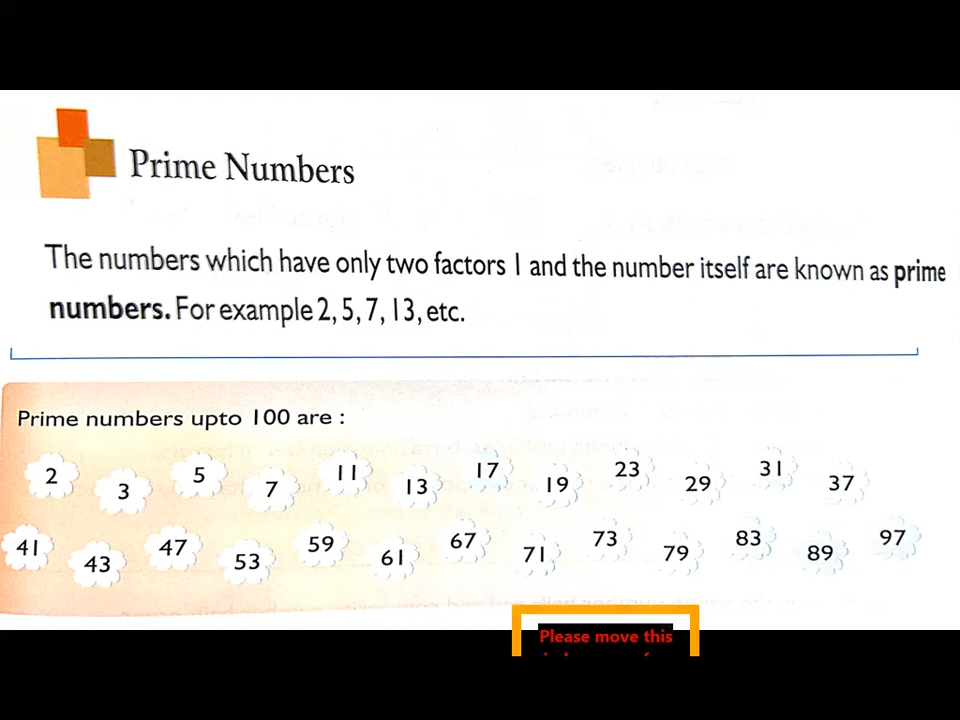 Prime Numbers
The numbers which have only two factors 1 and the number itself are known as prime
numbers. For example 2, 5, 7, 13, etc.
Prime numbers upto 100 are :
2 3 5 7 11 13 17 19 23 29 31 37
41 43 47 53 59 61 67 71 73 79 83 89 97
Please move this